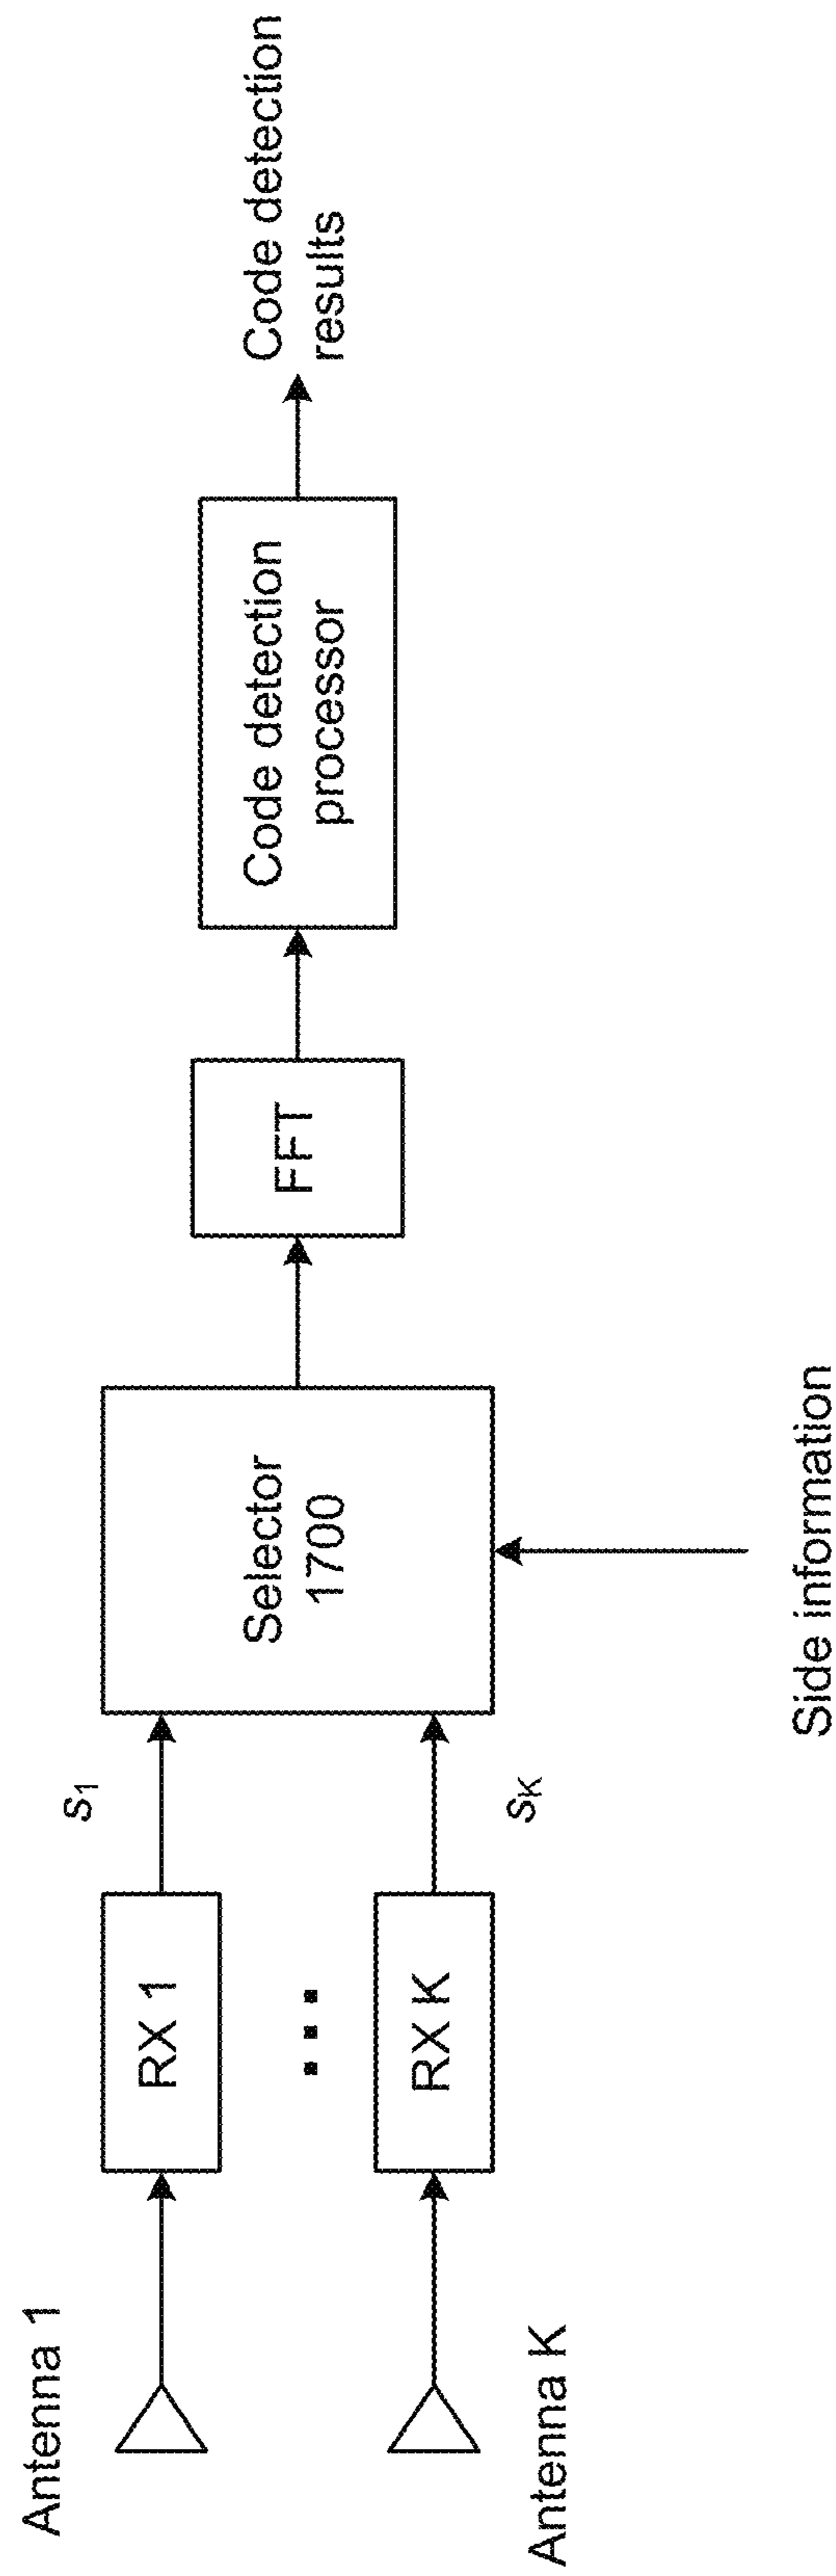 Antenna 1
RX 1
s1
Antenna K
RX K
sK
Selector
1700
Side information
FFT
Code detection
processor
Code detection
results